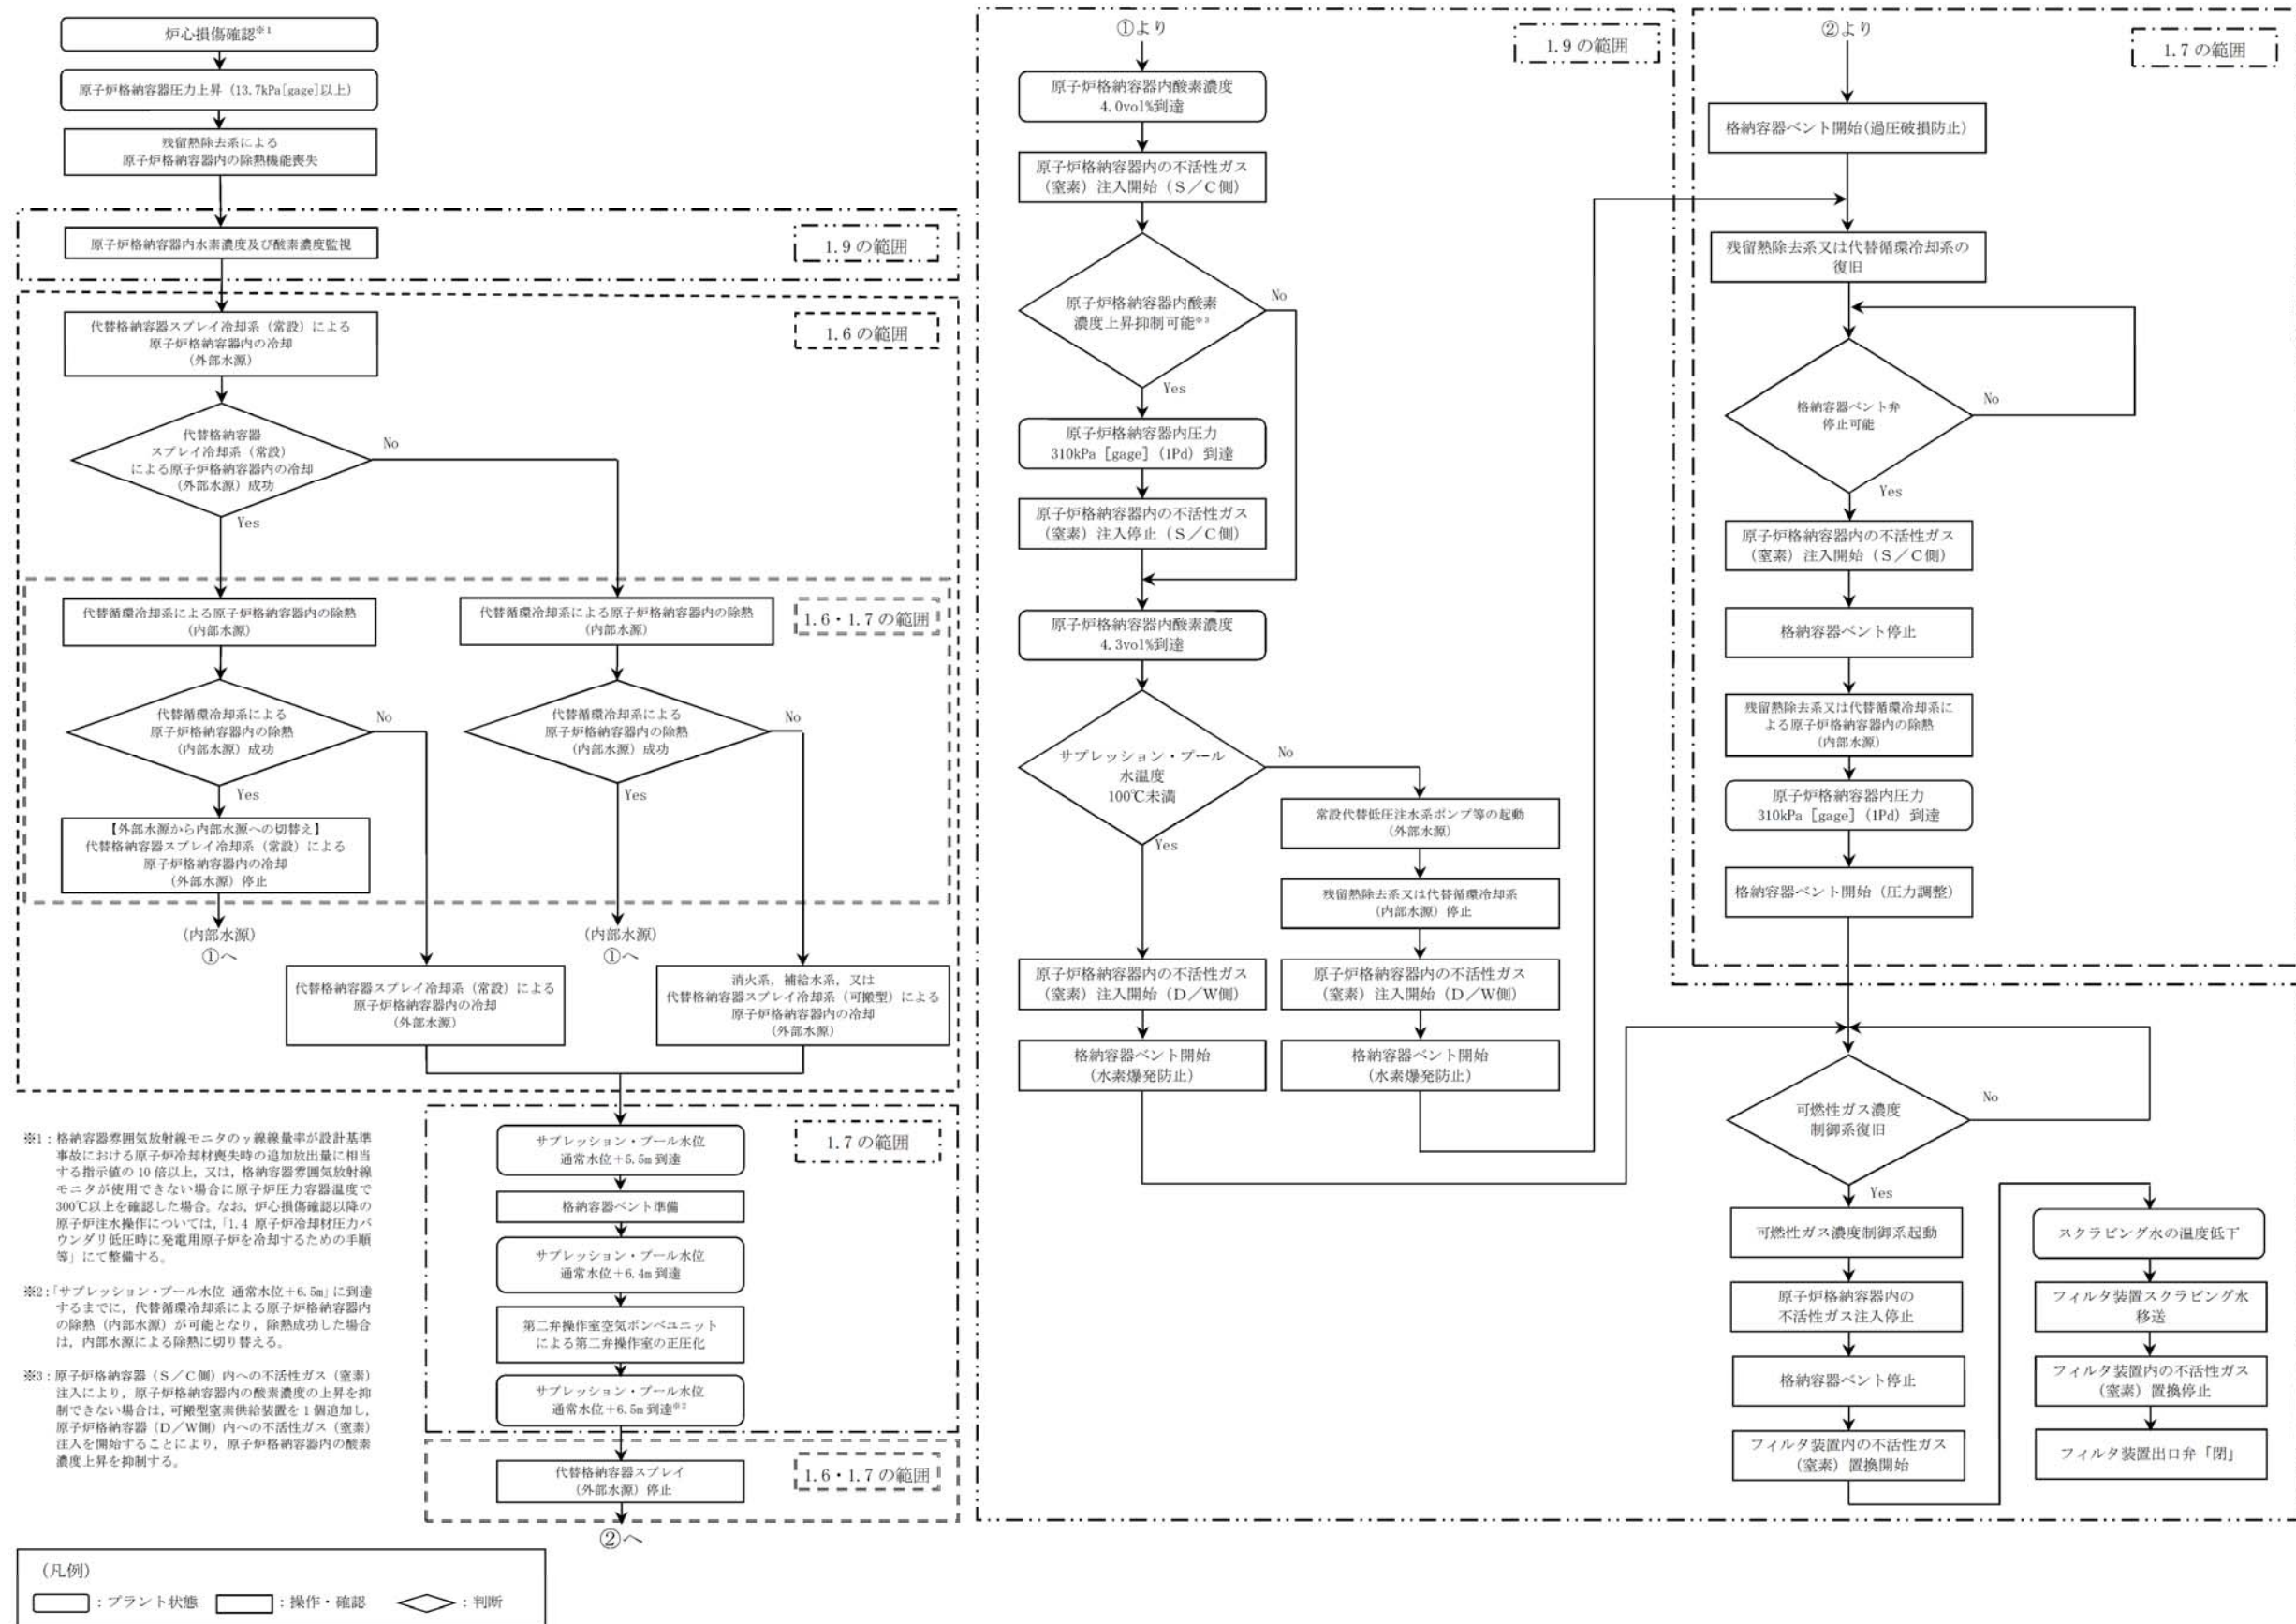 炉心損傷確認※1
原子炉格納容器圧力上昇（13.7kPa[gage]以上）
残留熱除去系による
原子炉格納容器内の除熱機能喪失
原子炉格納容器内水素濃度及び酸素濃度監視
1.9 の範囲
代替格納容器スプレイ冷却系（常設）による
原子炉格納容器内の冷却
（外部水源）
1.6 の範囲
代替格納容器
スプレイ冷却系（常設）
による原子炉格納容器内の冷却
（外部水源）成功
No
Yes
代替循環冷却系による原子炉格納容器内の除熱
（内部水源）
代替循環冷却系による原子炉格納容器内の除熱
（内部水源）
1.6・1.7 の範囲
代替循環冷却系による
原子炉格納容器内の除熱
（内部水源）成功
No
Yes
代替循環冷却系による
原子炉格納容器内の除熱
（内部水源）成功
No
Yes
【外部水源から内部水源への切替え】
代替格納容器スプレイ冷却系（常設）による
原子炉格納容器内の冷却
（外部水源）停止
（内部水源）
①へ
（内部水源）
①へ
代替格納容器スプレイ冷却系（常設）による
原子炉格納容器内の冷却
（外部水源）
消火系，補給水系，又は
代替格納容器スプレイ冷却系（可搬型）による
原子炉格納容器内の冷却
（外部水源）
サプレッション・プール水位
通常水位＋5.5m 到達
1.7 の範囲
格納容器ベント準備
サプレッション・プール水位
通常水位＋6.4m 到達
第二弁操作室空気ボンベユニット
による第二弁操作室の正圧化
サプレッション・プール水位
通常水位＋6.5m 到達※2
代替格納容器スプレイ
（外部水源）停止
1.6・1.7 の範囲
②へ
※1：格納容器雰囲気放射線モニタのγ線線量率が設計基準
事故における原子炉冷却材喪失時の追加放出量に相当
する指示値の 10 倍以上，又は，格納容器雰囲気放射線
モニタが使用できない場合に原子炉圧力容器温度で
300℃以上を確認した場合。なお，炉心損傷確認以降の
原子炉注水操作については，「1.4 原子炉冷却材圧力バ
ウンダリ低圧時に発電用原子炉を冷却するための手順
等」にて整備する。
※2：「サプレッション・プール水位 通常水位＋6.5m」に到達
するまでに，代替循環冷却系による原子炉格納容器内
の除熱（内部水源）が可能となり，除熱成功した場合
は，内部水源による除熱に切り替える。
※3：原子炉格納容器（Ｓ／Ｃ側）内への不活性ガス（窒素）
注入により，原子炉格納容器内の酸素濃度の上昇を抑
制できない場合は，可搬型窒素供給装置を 1 個追加し，
原子炉格納容器（Ｄ／Ｗ側）内への不活性ガス（窒素）
注入を開始することにより，原子炉格納容器内の酸素
濃度上昇を抑制する。
（凡例）
：プラント状態
：操作・確認
：判断
①より
1.9 の範囲
原子炉格納容器内酸素濃度
4.0vol%到達
原子炉格納容器内の不活性ガス
（窒素）注入開始（Ｓ／Ｃ側）
原子炉格納容器内酸素
濃度上昇抑制可能※3
No
Yes
原子炉格納容器内圧力
310kPa［gage］（1Pd）到達
原子炉格納容器内の不活性ガス
（窒素）注入停止（Ｓ／Ｃ側）
原子炉格納容器内酸素濃度
4.3vol%到達
サプレッション・プール
水温度
100℃未満
No
Yes
常設代替低圧注水系ポンプ等の起動
（外部水源）
残留熱除去系又は代替循環冷却系
（内部水源）停止
原子炉格納容器内の不活性ガス
（窒素）注入開始（Ｄ／Ｗ側）
原子炉格納容器内の不活性ガス
（窒素）注入開始（Ｄ／Ｗ側）
格納容器ベント開始
（水素爆発防止）
格納容器ベント開始
（水素爆発防止）
②より
1.7 の範囲
格納容器ベント開始（過圧破損防止）
残留熱除去系又は代替循環冷却系の
復旧
格納容器ベント弁
停止可能
No
Yes
原子炉格納容器内の不活性ガス
（窒素）注入開始（Ｓ／Ｃ側）
格納容器ベント停止
残留熱除去系又は代替循環冷却系に
よる原子炉格納容器内の除熱
（内部水源）
原子炉格納容器内圧力
310kPa［gage］（1Pd）到達
格納容器ベント開始（圧力調整）
可燃性ガス濃度
制御系復旧
No
Yes
可燃性ガス濃度制御系起動
原子炉格納容器内の
不活性ガス注入停止
格納容器ベント停止
フィルタ装置内の不活性ガス
（窒素）置換開始
スクラビング水の温度低下
フィルタ装置スクラビング水
移送
フィルタ装置内の不活性ガス
（窒素）置換停止
フィルタ装置出口弁「閉」